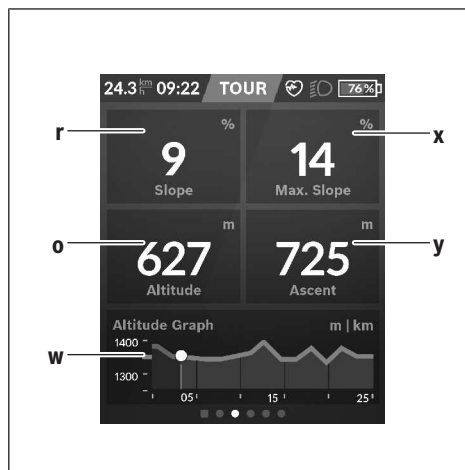 24.3 km/h 09:22 TOUR 76%
r % % x
9 14
Slope Max. Slope
o m m y
627 725
Altitude Ascent
Altitude Graph m | km
w 1400
1300
05 15 25